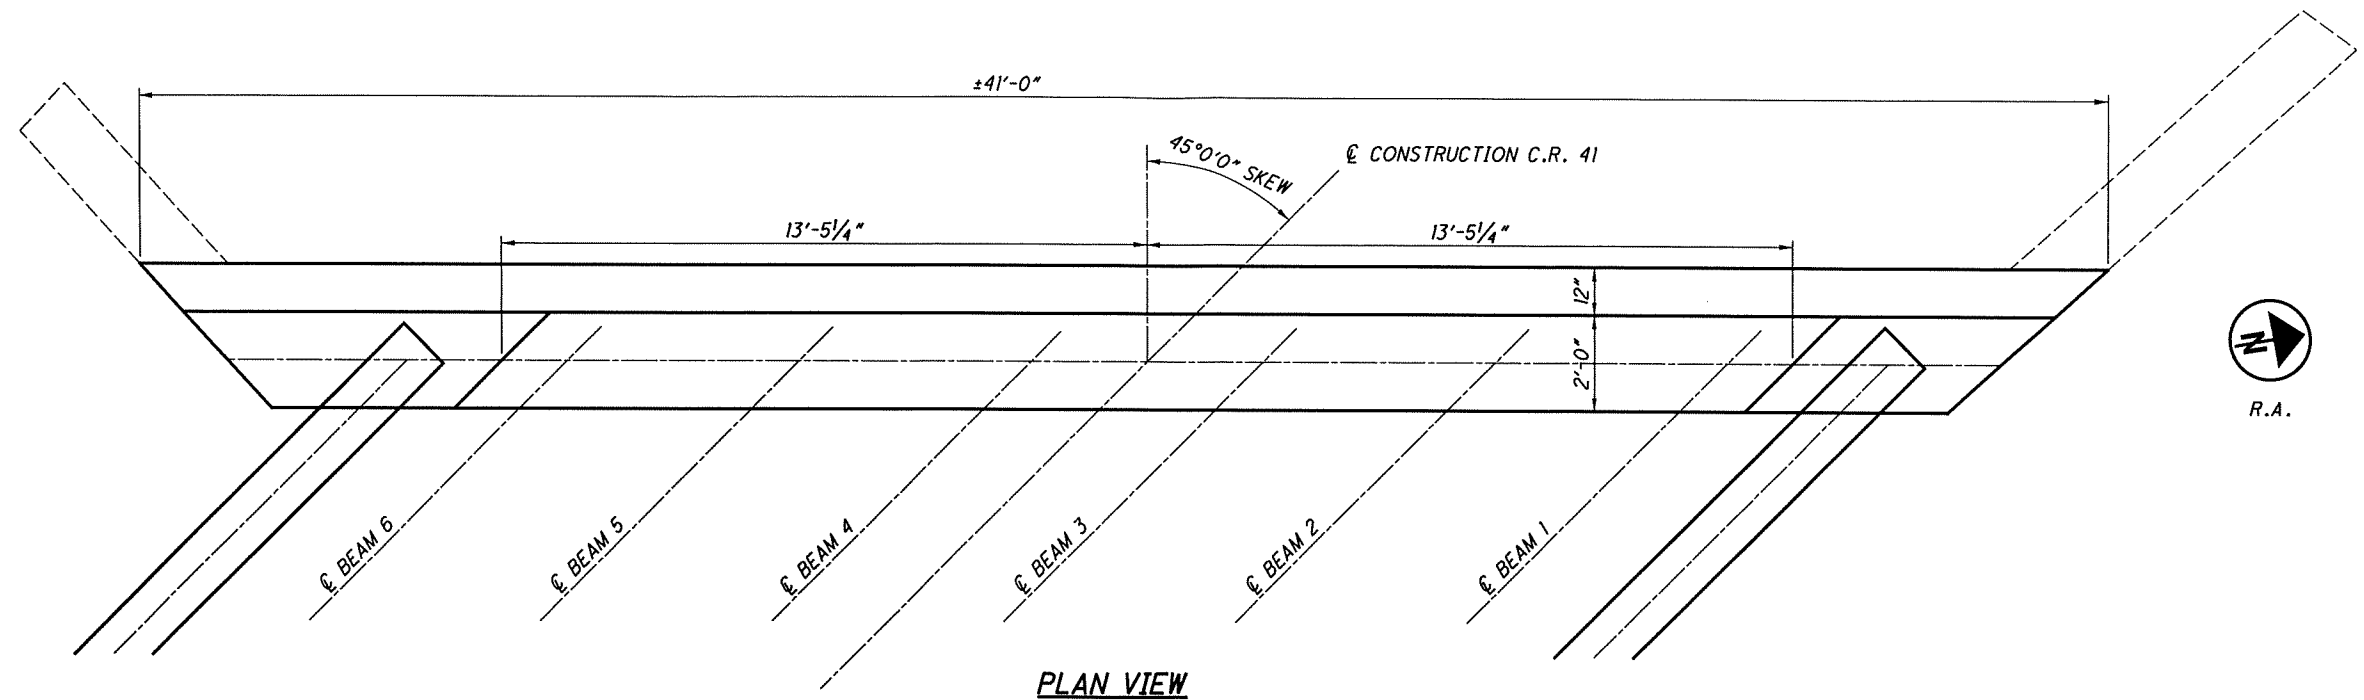 ±41'-0"
45°0'0" SKEW
℄ CONSTRUCTION C.R. 41
13'-5¼"
13'-5¼"
12"
2'-0"
N
R.A.
℄ BEAM 6
℄ BEAM 5
℄ BEAM 4
℄ BEAM 3
℄ BEAM 2
℄ BEAM 1
PLAN VIEW